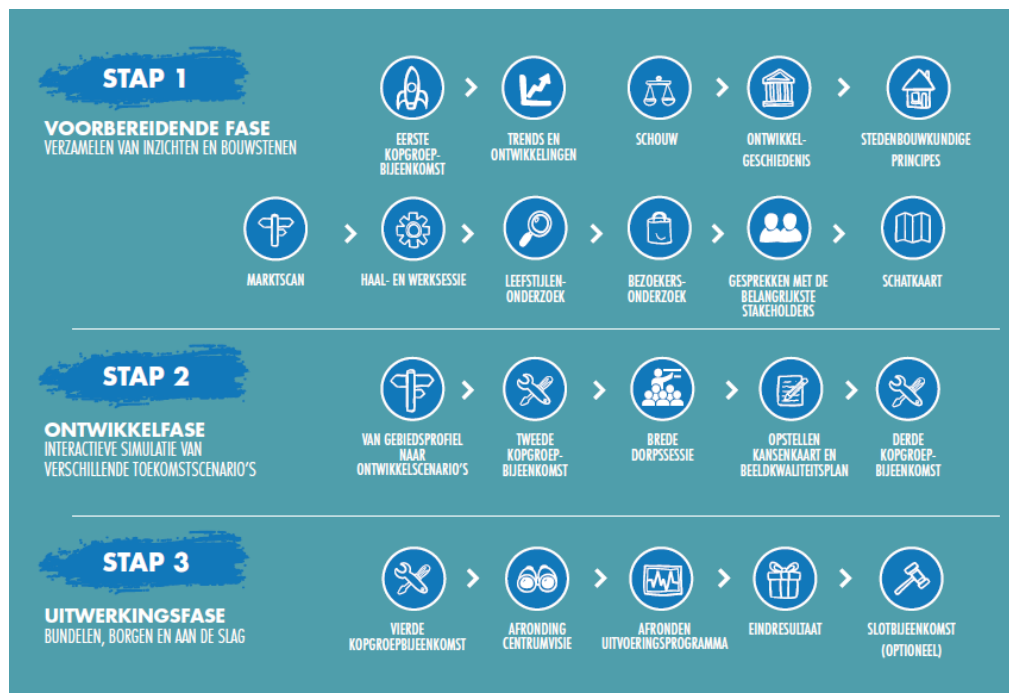 STAP 1
VOORBEREIDENDE FASE
VERZAMELEN VAN INZICHTEN EN BOUWSTENEN
EERSTE
KOPGROEP-
BIJEENKOMST
TRENDS EN
ONTWIKKELINGEN
SCHOUW
ONTWIKKEL-
GESCHIEDENIS
STEDENBOUWKUNDIGE
PRINCIPES
MARKTSCAN
HAAL- EN WERKSESSIE
LEEFSTIJLEN-
ONDERZOEK
BEZOEKERS-
ONDERZOEK
GESPREKKEN MET DE
BELANGRIJKSTE
STAKEHOLDERS
SCHATKAART
STAP 2
ONTWIKKELFASE
INTERACTIEVE SIMULATIE VAN
VERSCHILLENDE TOEKOMSTSCENARIO'S
VAN GEBIEDSPROFIEL
NAAR
ONTWIKKELSCENARIO'S
TWEEDE
KOPGROEP-
BIJEENKOMST
BREDE
DORPSSESSIE
OPSTELLEN
KANSENKAART EN
BEELDKWALITEITSPLAN
DERDE
KOPGROEP-
BIJEENKOMST
STAP 3
UITWERKINGSFASE
BUNDELEN, BORGEN EN AAN DE SLAG
VIERDE
KOPGROEPBIJEENKOMST
AFRONDING
CENTRUMVISIE
AFRONDEN
UITVOERINGSPROGRAMMA
EINDRESULTAAT
SLOTBIJEENKOMST
(OPTIONEEL)